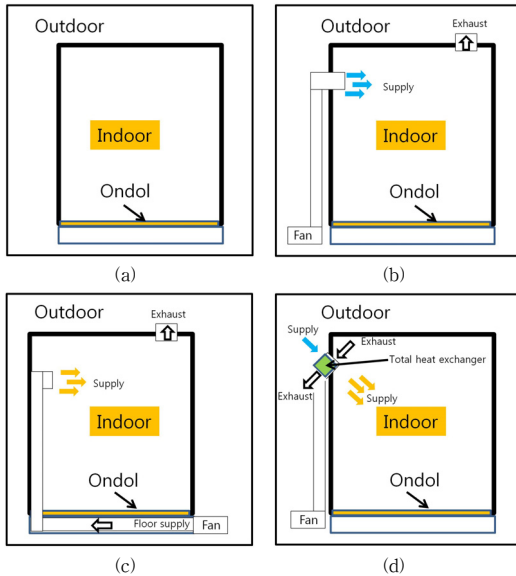 Outdoor
Indoor
Ondol
(a)
Outdoor
Exhaust
Supply
Indoor
Ondol
Fan
(b)
Outdoor
Exhaust
Supply
Indoor
Ondol
Floor supply
Fan
(c)
Outdoor
Supply
Exhaust
Total heat exchanger
Exhaust
Supply
Indoor
Ondol
Fan
(d)